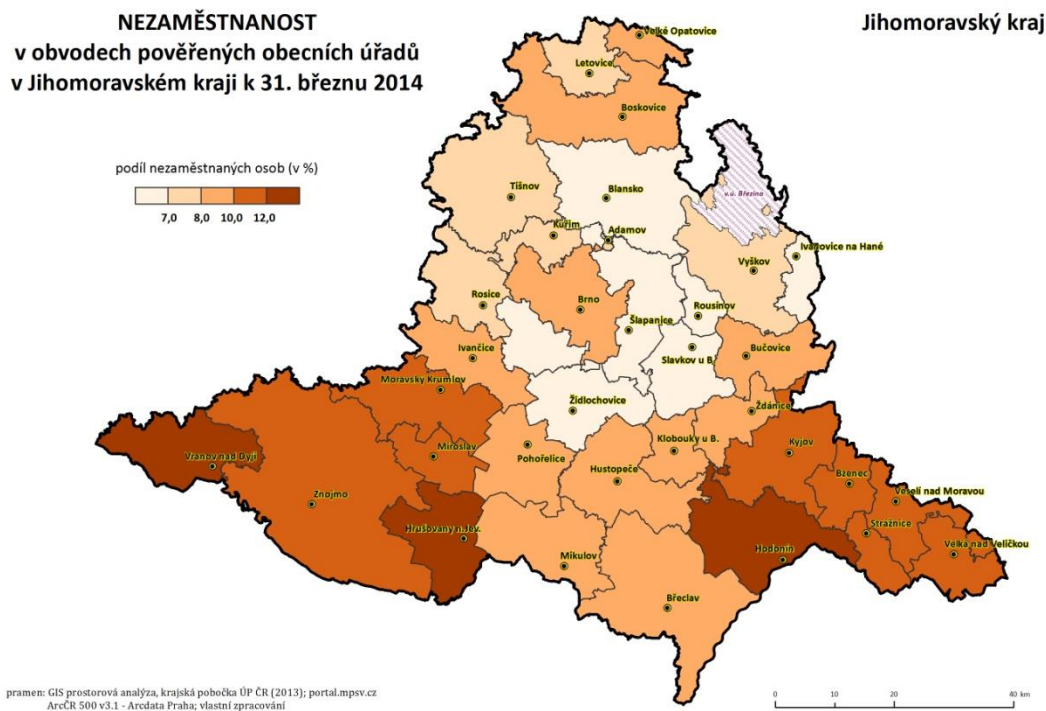 NEZAMĚSTNANOST
v obvodech pověřených obecních úřadů
v Jihomoravském kraji k 31. březnu 2014
Jihomoravský kraj
podíl nezaměstnaných osob (v %)
7,0 8,0 10,0 12,0
Velké Opatovice
Letovice
Boskovice
Tišnov
Blansko
v.ú. Březina
Kuřim
Adamov
Ivanovice na Hané
Vyškov
Rosice
Brno
Rousínov
Šlapanice
Ivančice
Slavkov u B.
Bučovice
Moravský Krumlov
Židlochovice
Ždánice
Vranov nad Dyjí
Miroslav
Pohořelice
Klobouky u B.
Kyjov
Hustopeče
Bzenec
Znojmo
Veselí nad Moravou
Hrušovany n.Jev.
Strážnice
Mikulov
Hodonín
Velká nad Veličkou
Břeclav
pramen: GIS prostorová analýza, krajská pobočka ÚP ČR (2013); portal.mpsv.cz
ArcČR 500 v3.1 - Arcdata Praha; vlastní zpracování
0 10 20 40 km